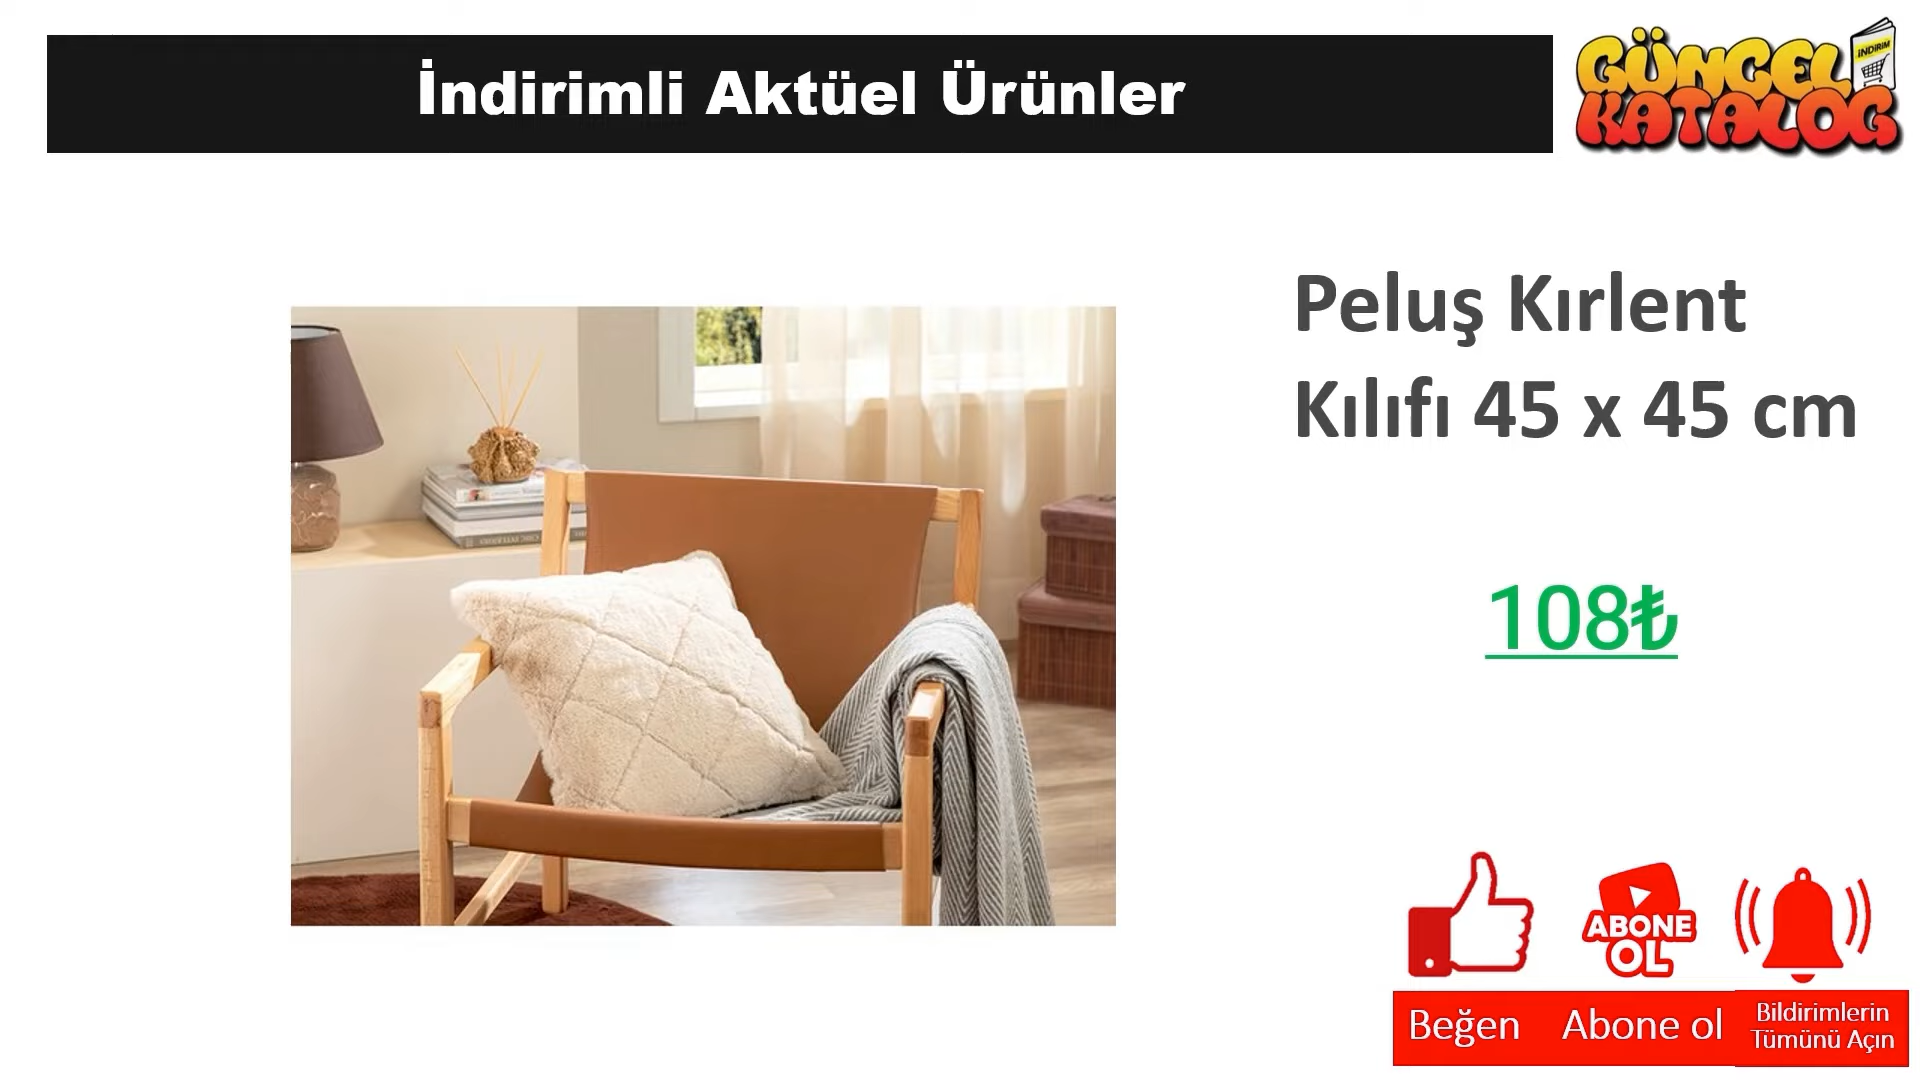 İndirimli Aktüel Ürünler
GÜNCEL
KATALOG
İNDİRİM
Peluş Kırlent
Kılıfı 45 x 45 cm
108₺
ABONE
OL
Beğen
Abone ol
Bildirimlerin
Tümünü Açın